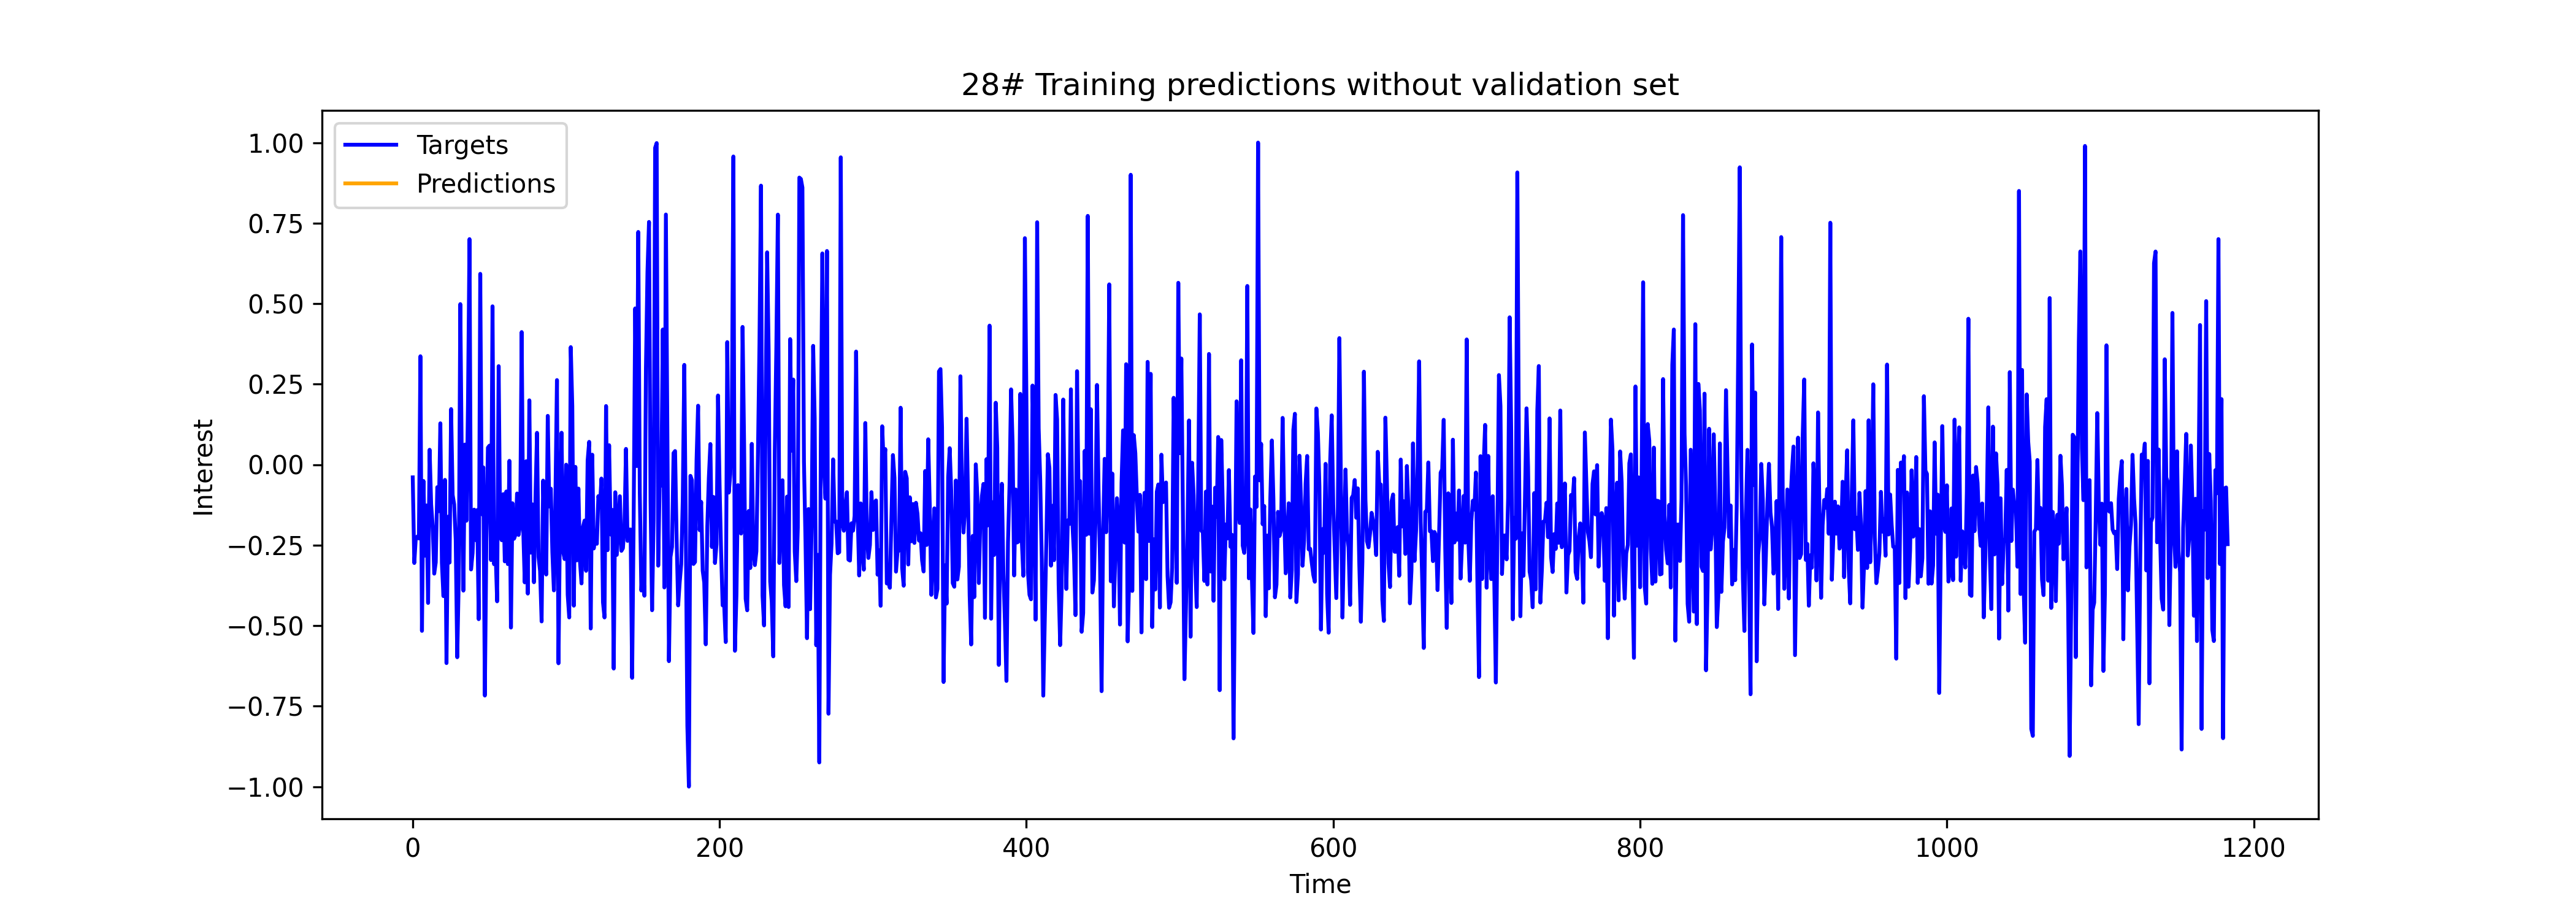 28# Training predictions without validation set
Targets
Predictions
1.00
0.75
0.50
0.25
0.00
−0.25
−0.50
−0.75
−1.00
Interest
0 200 400 600 800 1000 1200
Time